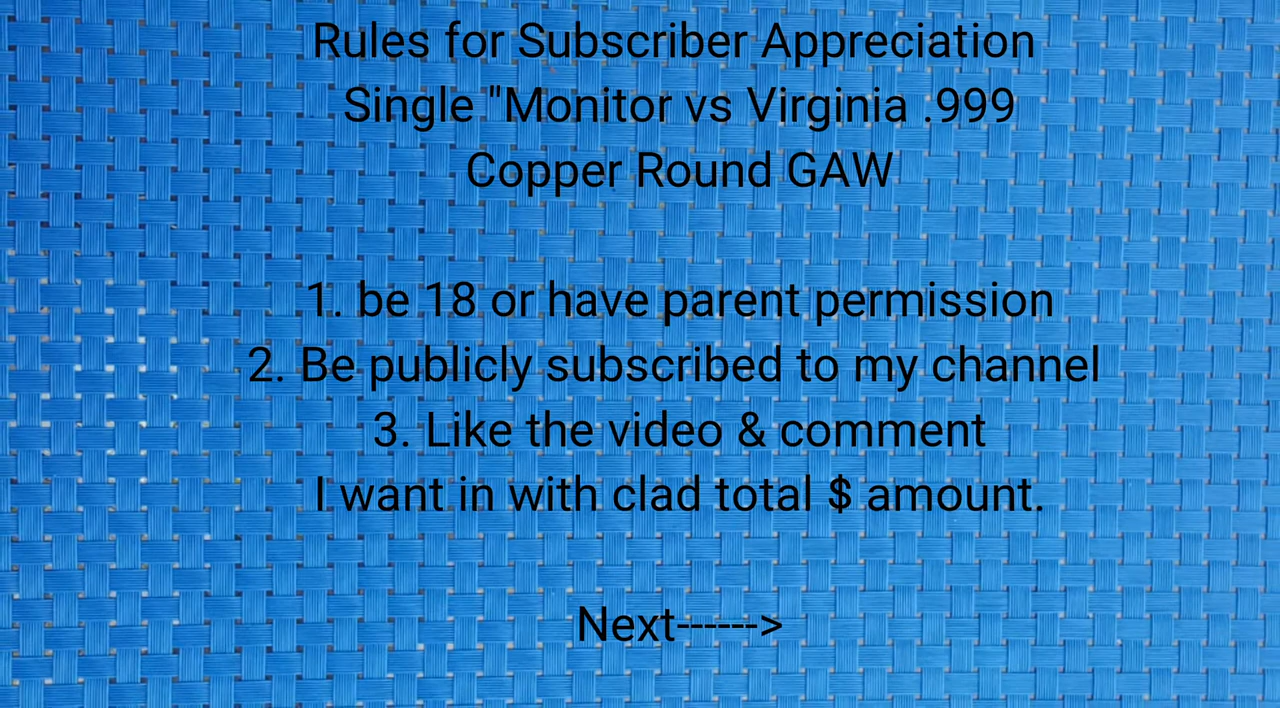 Rules for Subscriber Appreciation
Single "Monitor vs Virginia .999
Copper Round GAW
1. be 18 or have parent permission
2. Be publicly subscribed to my channel
3. Like the video & comment
I want in with clad total $ amount.
Next------>